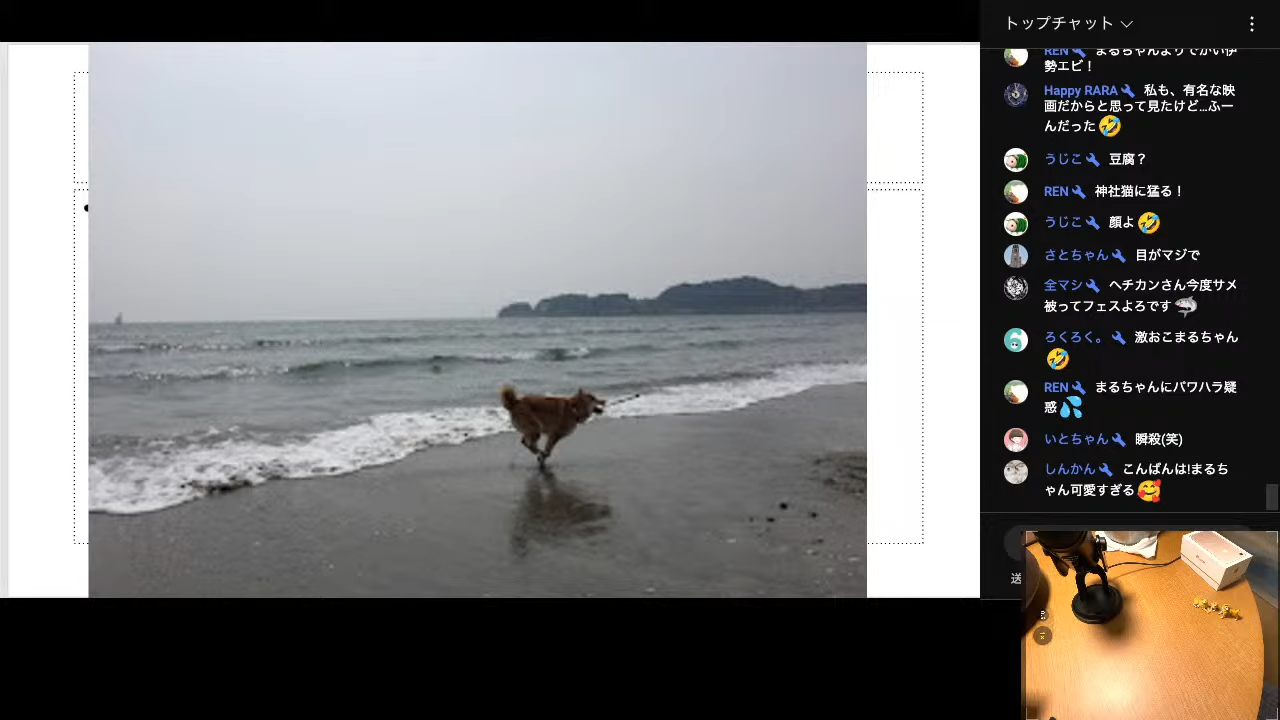 トップチャット
REN まるちゃんよりでかい伊
勢エビ！
Happy RARA 私も、有名な映
画だからと思って見たけど…ふー
んだった🤣
うじこ 豆腐？
REN 神社猫に猛る！
うじこ 顔よ🤣
さとちゃん 目がマジで
全マシ ヘチカンさん今度サメ
被ってフェスよろです🦈
ろくろく。 激おこまるちゃん
🤣
REN まるちゃんにパワハラ疑
惑💦
いとちゃん 瞬殺(笑)
しんかん こんばんは!まるち
ゃん可愛すぎる🥰
送